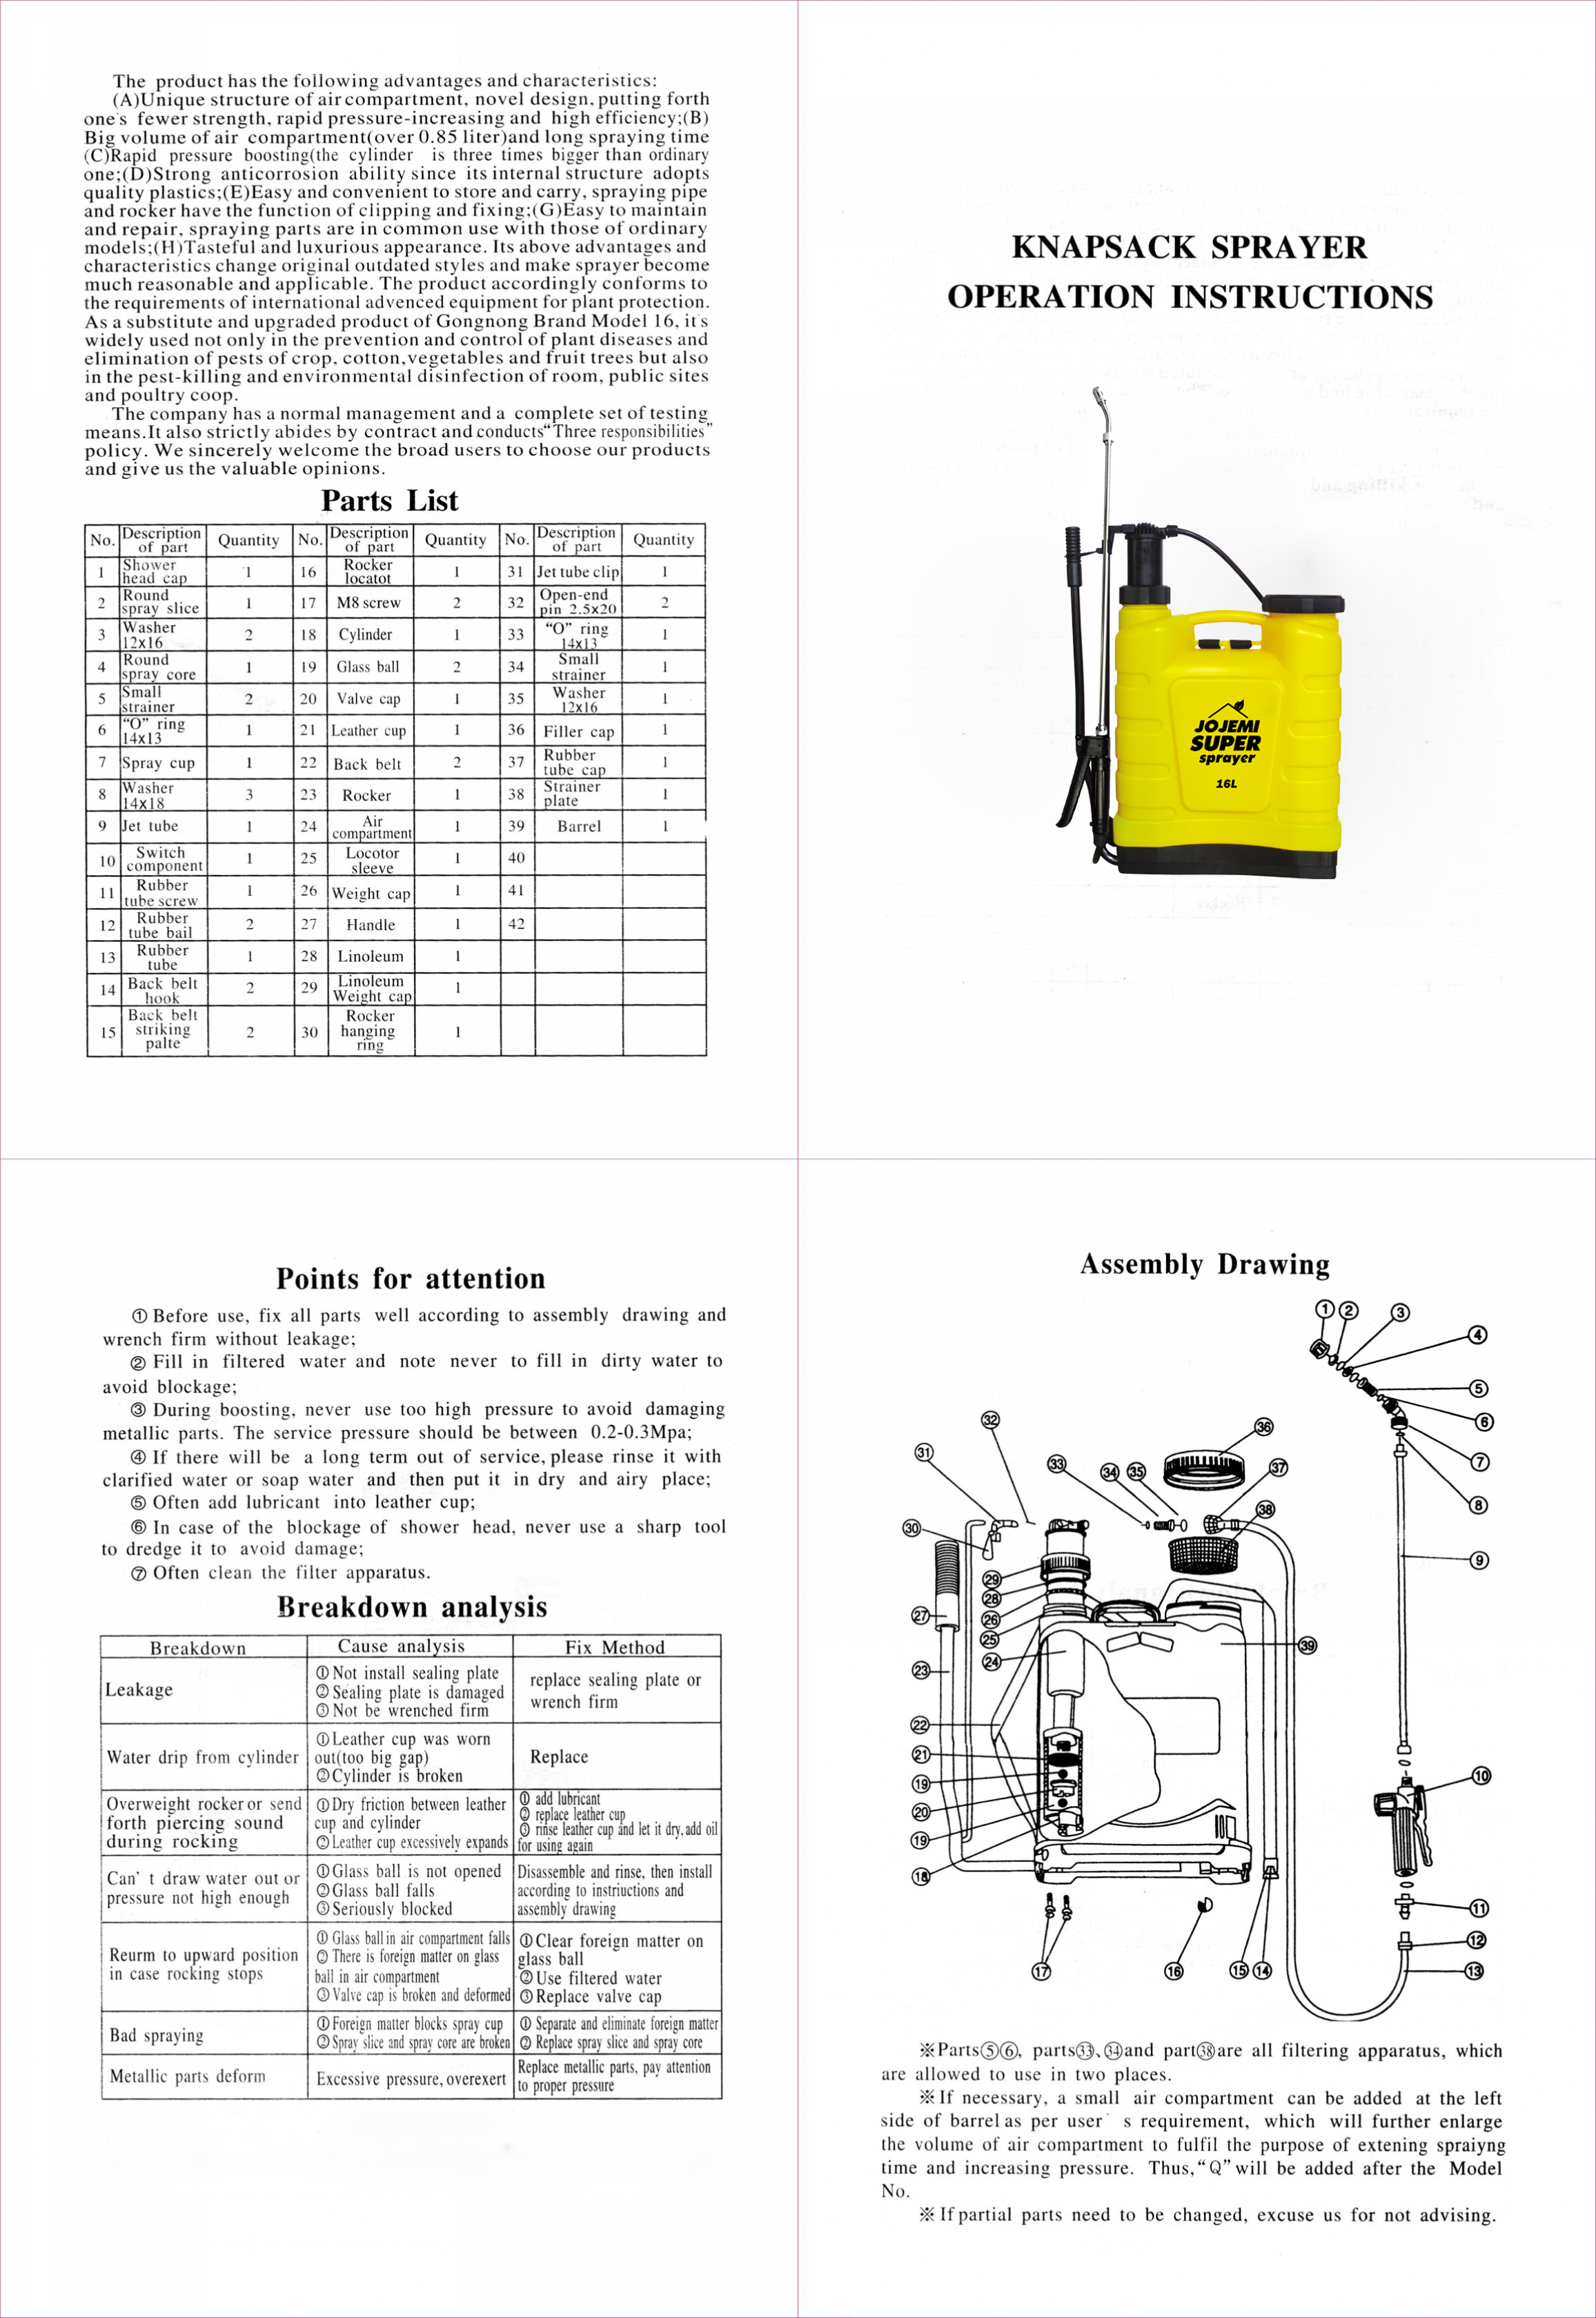 The product has the following advantages and characteristics:
(A)Unique structure of air compartment, novel design, putting forth
one's fewer strength, rapid pressure-increasing and high efficiency;(B)
Big volume of air compartment(over 0.85 liter)and long spraying time
(C)Rapid pressure boosting(the cylinder is three times bigger than ordinary
one;(D)Strong anticorrosion ability since its internal structure adopts
quality plastics;(E)Easy and convenient to store and carry, spraying pipe
and rocker have the function of clipping and fixing;(G)Easy to maintain
and repair, spraying parts are in common use with those of ordinary
models;(H)Tasteful and luxurious appearance. Its above advantages and
characteristics change original outdated styles and make sprayer become
much reasonable and applicable. The product accordingly conforms to
the requirements of international advenced equipment for plant protection.
As a substitute and upgraded product of Gongnong Brand Model 16, it's
widely used not only in the prevention and control of plant diseases and
elimination of pests of crop, cotton,vegetables and fruit trees but also
in the pest-killing and environmental disinfection of room, public sites
and poultry coop.
The company has a normal management and a complete set of testing
means.It also strictly abides by contract and conducts“Three responsibilities”
policy. We sincerely welcome the broad users to choose our products
and give us the valuable opinions.
Parts List
No. Description of part Quantity No. Description of part Quantity No. Description of part Quantity
1 Shower head cap 1 16 Rocker locatot 1 31 Jet tube clip 1
2 Round spray slice 1 17 M8 screw 2 32 Open-end pin 2.5x20 2
3 Washer 12x16 2 18 Cylinder 1 33 “O” ring 14x13 1
4 Round spray core 1 19 Glass ball 2 34 Small strainer 1
5 Small strainer 2 20 Valve cap 1 35 Washer 12x16 1
6 “O” ring 14x13 1 21 Leather cup 1 36 Filler cap 1
7 Spray cup 1 22 Back belt 2 37 Rubber tube cap 1
8 Washer 14x18 3 23 Rocker 1 38 Strainer plate 1
9 Jet tube 1 24 Air compartment 1 39 Barrel 1
10 Switch component 1 25 Locotor sleeve 1 40
11 Rubber tube screw 1 26 Weight cap 1 41
12 Rubber tube bail 2 27 Handle 1 42
13 Rubber tube 1 28 Linoleum 1
14 Back belt hook 2 29 Linoleum Weight cap 1
15 Back belt striking palte 2 30 Rocker hanging ring 1
KNAPSACK SPRAYER
OPERATION INSTRUCTIONS
JOJEMI
SUPER
sprayer
16L
Points for attention
① Before use, fix all parts well according to assembly drawing and
wrench firm without leakage;
② Fill in filtered water and note never to fill in dirty water to
avoid blockage;
③ During boosting, never use too high pressure to avoid damaging
metallic parts. The service pressure should be between 0.2-0.3Mpa;
④ If there will be a long term out of service, please rinse it with
clarified water or soap water and then put it in dry and airy place;
⑤ Often add lubricant into leather cup;
⑥ In case of the blockage of shower head, never use a sharp tool
to dredge it to avoid damage;
⑦ Often clean the filter apparatus.
Breakdown analysis
Breakdown Cause analysis Fix Method
Leakage
① Not install sealing plate
② Sealing plate is damaged
③ Not be wrenched firm
replace sealing plate or
wrench firm
Water drip from cylinder
① Leather cup was worn
out(too big gap)
② Cylinder is broken
Replace
Overweight rocker or send
forth piercing sound
during rocking
① Dry friction between leather
cup and cylinder
② Leather cup excessively expands
① add lubricant
② replace leather cup
③ rinse leather cup and let it dry,add oil
for using again
Can't draw water out or
pressure not high enough
① Glass ball is not opened
② Glass ball falls
③ Seriously blocked
Disassemble and rinse, then install
according to instriuctions and
assembly drawing
Reurm to upward position
in case rocking stops
① Glass ball in air compartment falls
② There is foreign matter on glass
ball in air compartment
③ Valve cap is broken and deformed
① Clear foreign matter on
glass ball
② Use filtered water
③ Replace valve cap
Bad spraying
① Foreign matter blocks spray cup
② Spray slice and spray core are broken
① Separate and eliminate foreign matter
② Replace spray slice and spray core
Metallic parts deform
Excessive pressure, overexert
Replace metallic parts, pay attention
to proper pressure
Assembly Drawing
① ② ③
④
⑤
⑥
⑦
⑧
⑨
⑩
⑪
⑫
⑬
㉜
㉛
㉚
㉝ ㉞ ㉟
㊱
㊲
㊳
㉙
㉘
㉗
㉖
㉕
㉔
㊴
㉓
㉒
㉑
⑲
⑳
⑲
⑱
⑰ ⑯ ⑮ ⑭
※Parts⑤⑥, parts㉝、㉞and part㊳are all filtering apparatus, which
are allowed to use in two places.
※If necessary, a small air compartment can be added at the left
side of barrel as per user's requirement, which will further enlarge
the volume of air compartment to fulfil the purpose of extening spraiyng
time and increasing pressure. Thus,“Q”will be added after the Model
No.
※If partial parts need to be changed, excuse us for not advising.